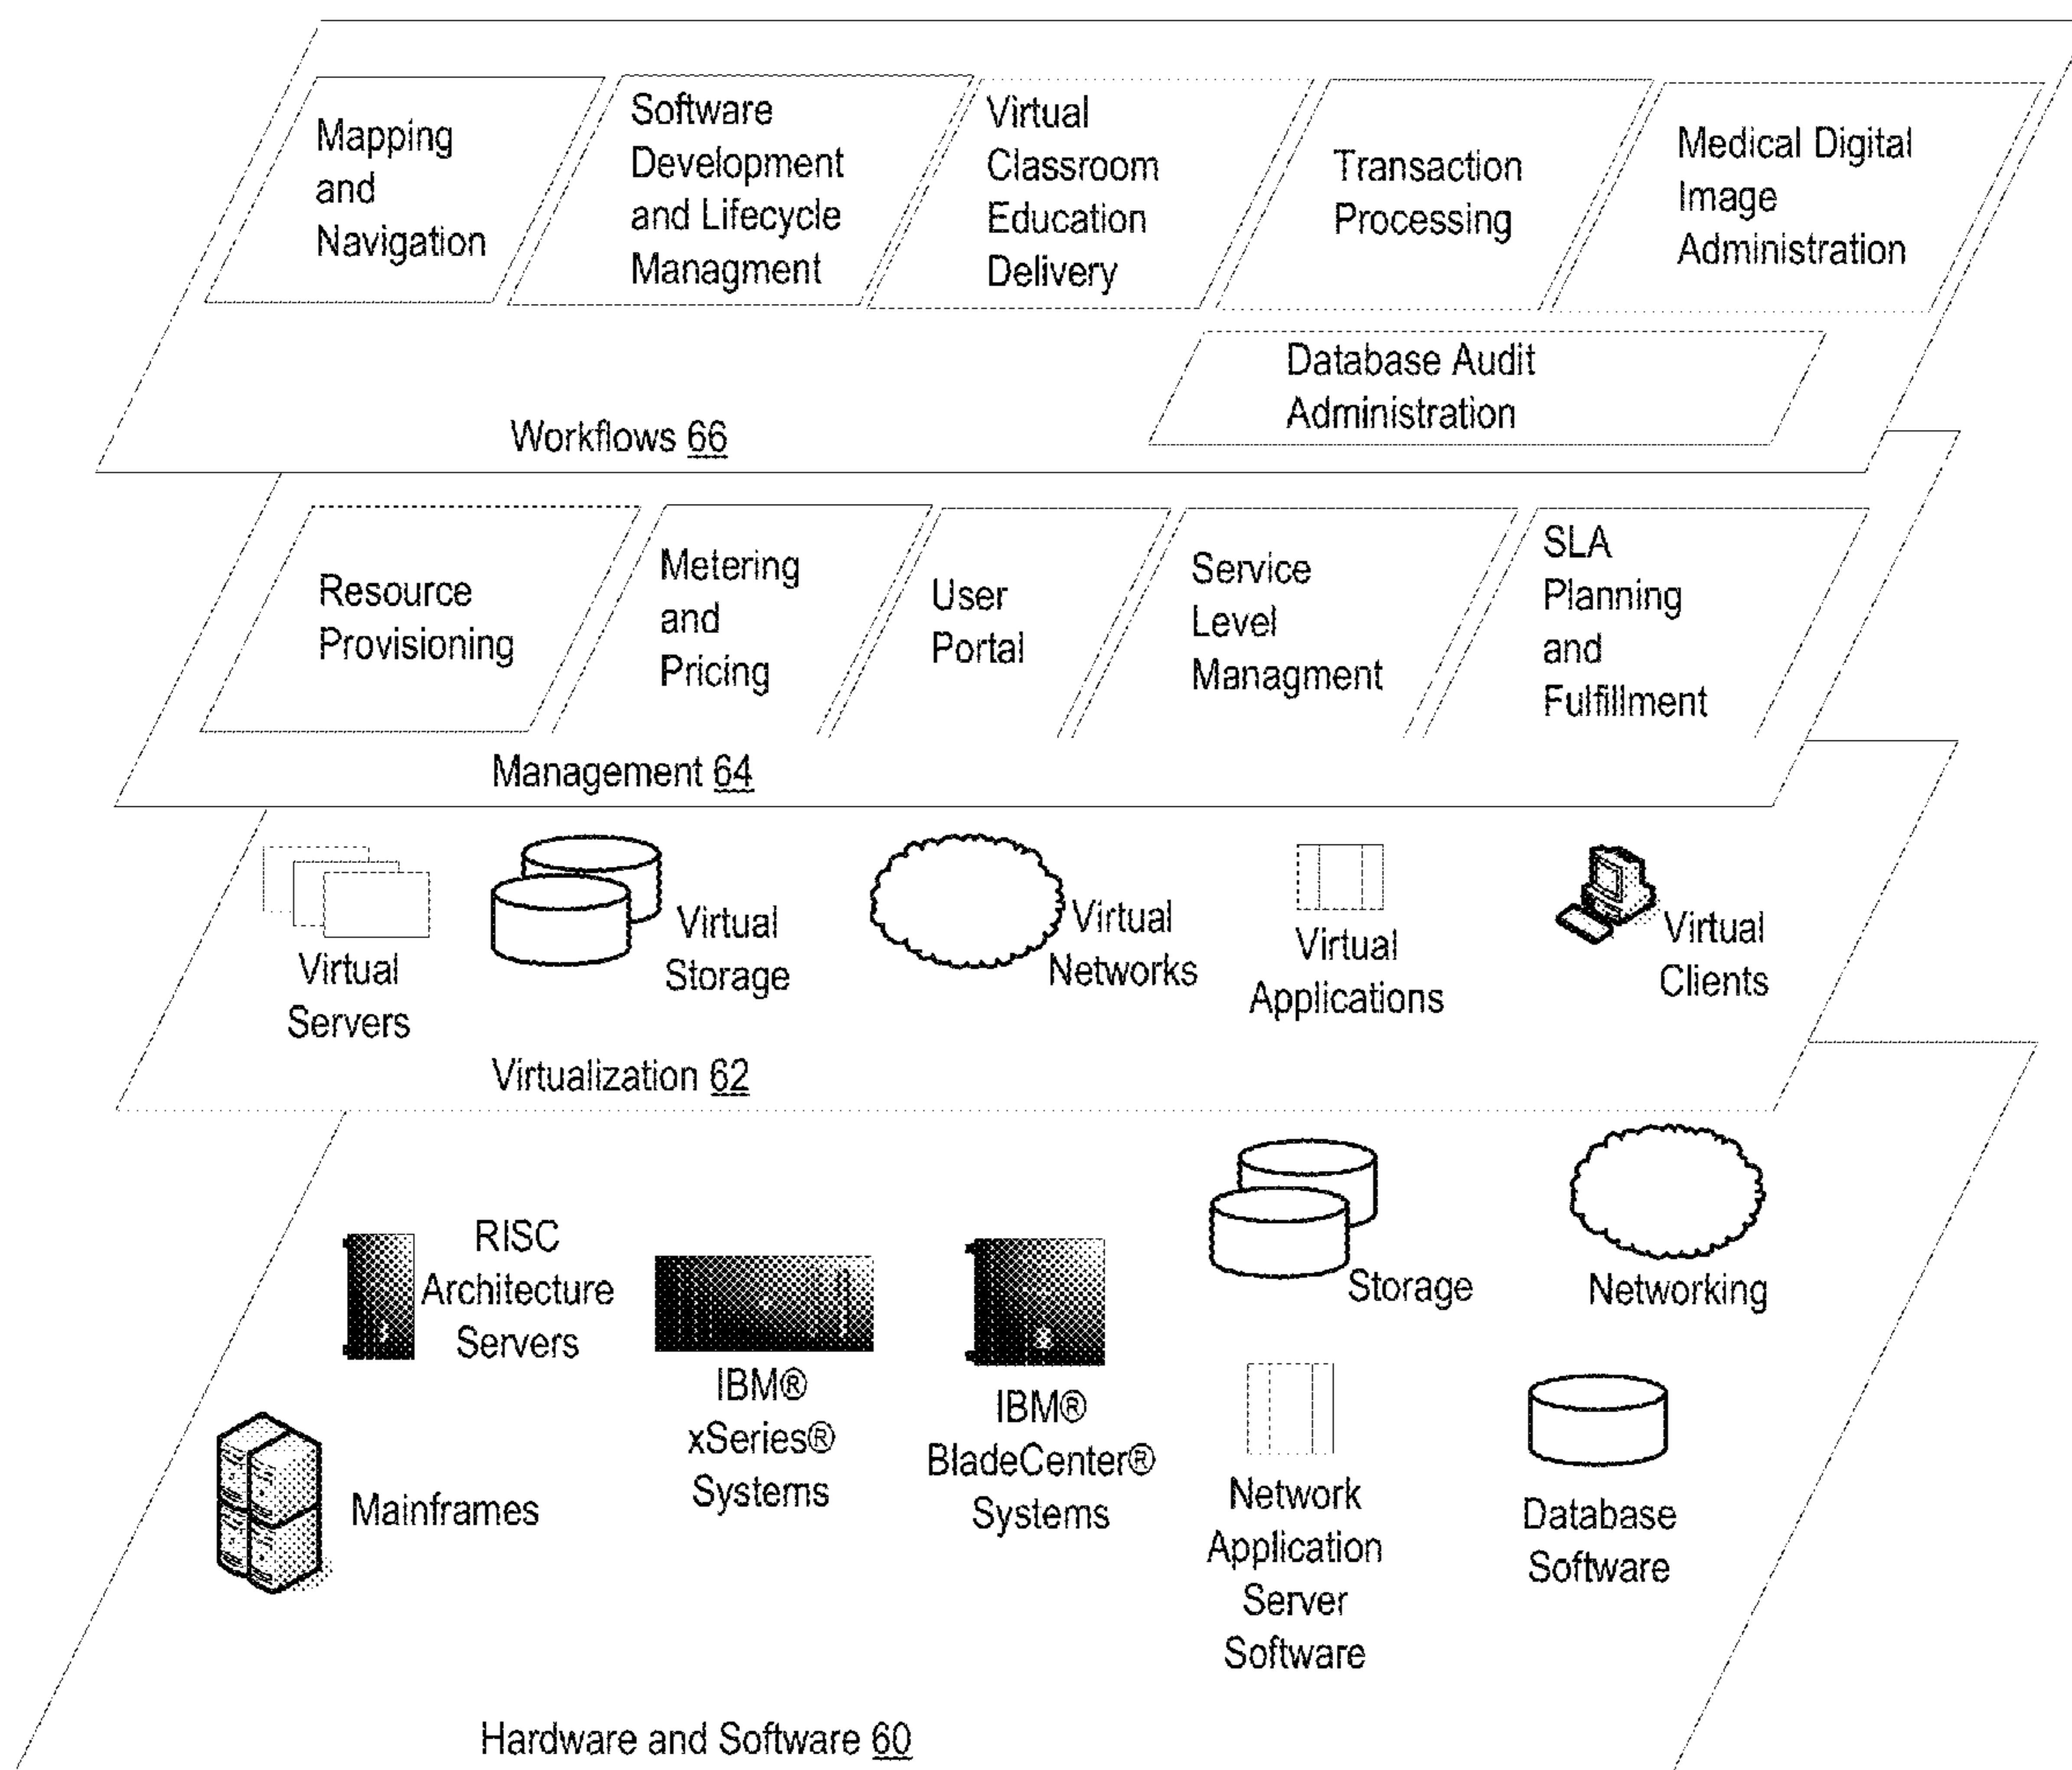 Mapping
and
Navigation
Software
Development
and Lifecycle
Managment
Virtual
Classroom
Education
Delivery
Transaction
Processing
Medical Digital
Image
Administration
Database Audit
Administration
Workflows 66
Resource
Provisioning
Metering
and
Pricing
User
Portal
Service
Level
Managment
SLA
Planning
and
Fulfillment
Management 64
Virtual
Servers
Virtual
Storage
Virtual
Networks
Virtual
Applications
Virtual
Clients
Virtualization 62
Mainframes
RISC
Architecture
Servers
IBM®
xSeries®
Systems
IBM®
BladeCenter®
Systems
Storage
Networking
Network
Application
Server
Software
Database
Software
Hardware and Software 60